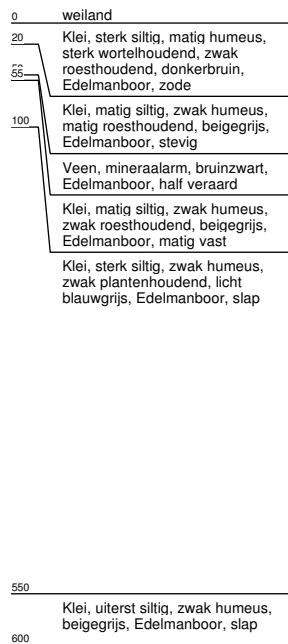 0 weiland
20 Klei, sterk siltig, matig humeus,
sterk wortelhoudend, zwak
roesthoudend, donkerbruin,
Edelmanboor, zode
55 Klei, matig siltig, zwak humeus,
matig roesthoudend, beigegrijs,
Edelmanboor, stevig
Veen, mineraalarm, bruinzwart,
Edelmanboor, half veraard
100 Klei, matig siltig, zwak humeus,
zwak roesthoudend, beigegrijs,
Edelmanboor, matig vast
Klei, sterk siltig, zwak humeus,
zwak plantenhoudend, licht
blauwgrijs, Edelmanboor, slap
550
Klei, uiterst siltig, zwak humeus,
beigegrijs, Edelmanboor, slap
600